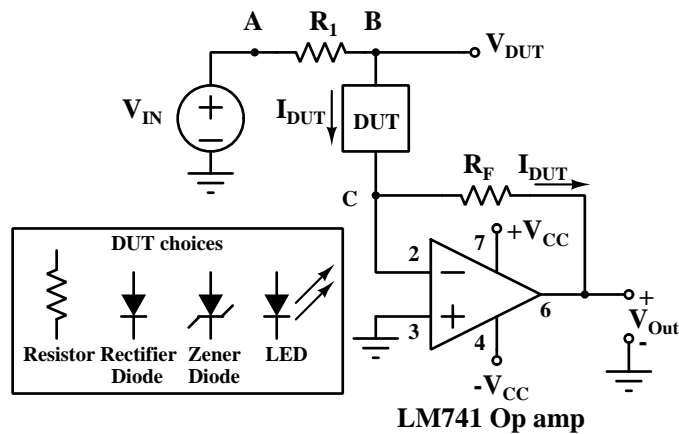 A
R1
B
VDUT
VIN
+
−
IDUT
DUT
C
RF
IDUT
DUT choices
Resistor
Rectifier
Diode
Zener
Diode
LED
2
−
7
+VCC
3
+
4
6
-VCC
+
VOut
-
LM741 Op amp